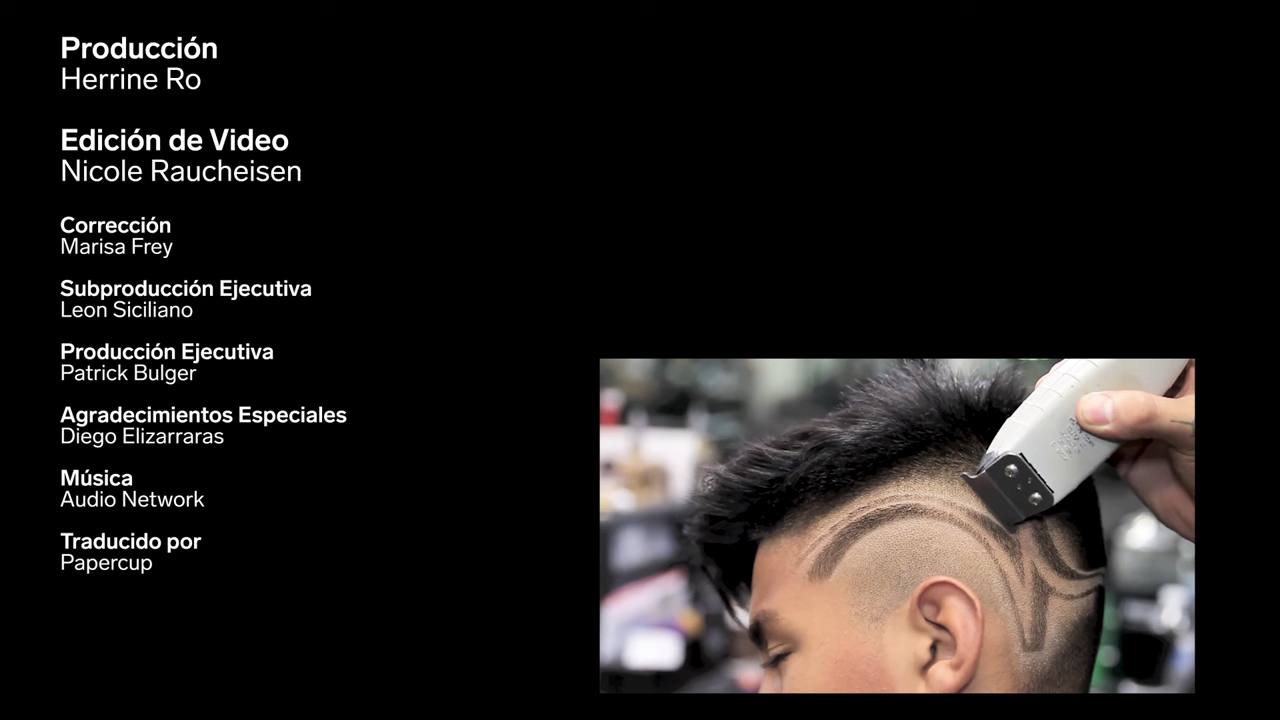 Producción
Herrine Ro
Edición de Video
Nicole Raucheisen
Corrección
Marisa Frey
Subproducción Ejecutiva
Leon Siciliano
Producción Ejecutiva
Patrick Bulger
Agradecimientos Especiales
Diego Elizarraras
Música
Audio Network
Traducido por
Papercup